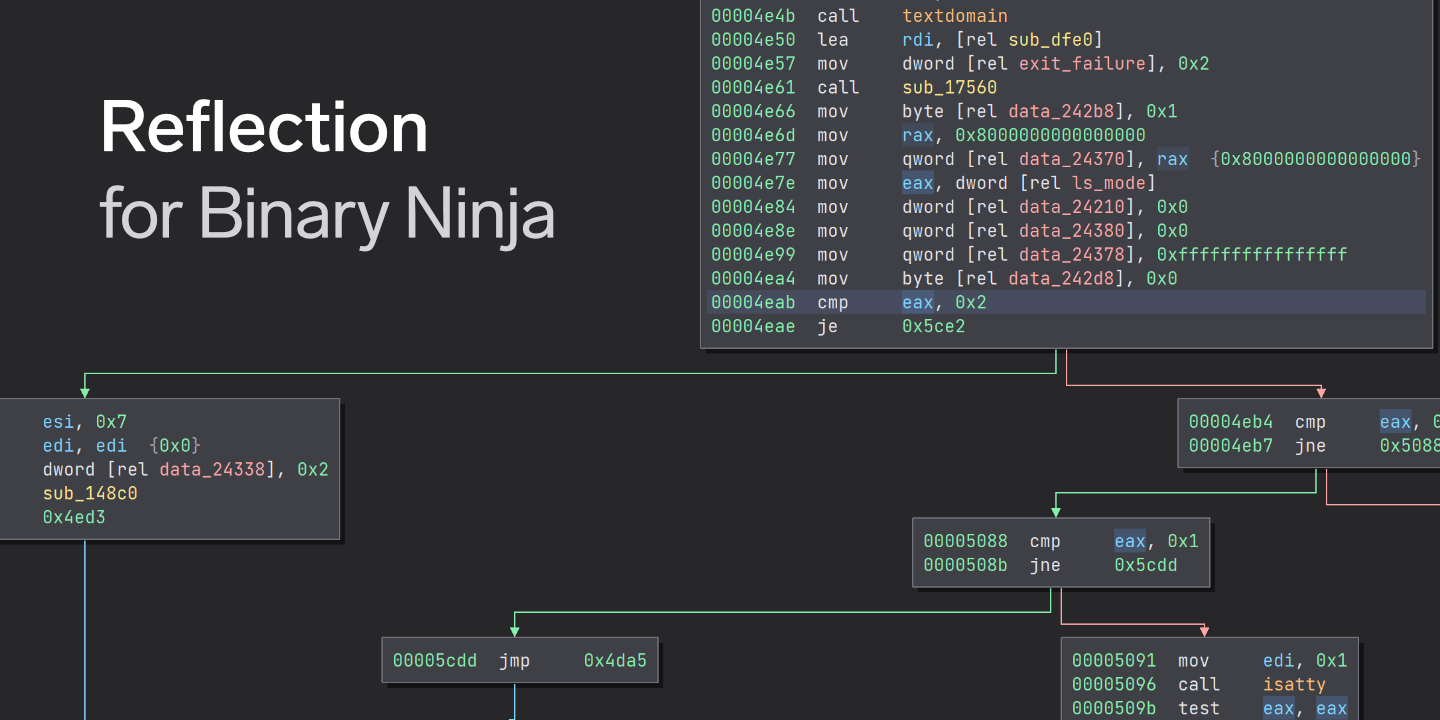 Reflection
for Binary Ninja
00004e4b call textdomain
00004e50 lea rdi, [rel sub_dfe0]
00004e57 mov dword [rel exit_failure], 0x2
00004e61 call sub_17560
00004e66 mov byte [rel data_242b8], 0x1
00004e6d mov rax, 0x8000000000000000
00004e77 mov qword [rel data_24370], rax {0x8000000000000000}
00004e7e mov eax, dword [rel ls_mode]
00004e84 mov dword [rel data_24210], 0x0
00004e8e mov qword [rel data_24380], 0x0
00004e99 mov qword [rel data_24378], 0xffffffffffffffff
00004ea4 mov byte [rel data_242d8], 0x0
00004eab cmp eax, 0x2
00004eae je 0x5ce2
esi, 0x7
edi, edi {0x0}
dword [rel data_24338], 0x2
sub_148c0
0x4ed3
00004eb4 cmp eax, 0
00004eb7 jne 0x5088
00005088 cmp eax, 0x1
0000508b jne 0x5cdd
00005cdd jmp 0x4da5
00005091 mov edi, 0x1
00005096 call isatty
0000509b test eax, eax